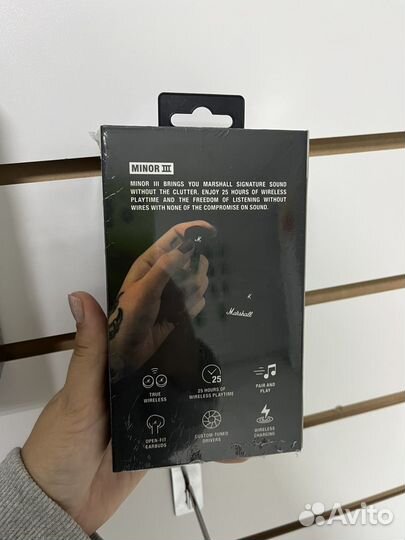 MINOR III
MINOR III BRINGS YOU MARSHALL SIGNATURE SOUND
WITHOUT THE CLUTTER. ENJOY 25 HOURS OF WIRELESS
PLAYTIME AND THE FREEDOM OF LISTENING WITHOUT
WIRES WITH NONE OF THE COMPROMISE ON SOUND.
Marshall
25
TRUE
WIRELESS
25 HOURS OF
WIRELESS PLAYTIME
PAIR AND
PLAY
OPEN-FIT
EARBUDS
CUSTOM-TUNED
DRIVERS
WIRELESS
CHARGING
Avito